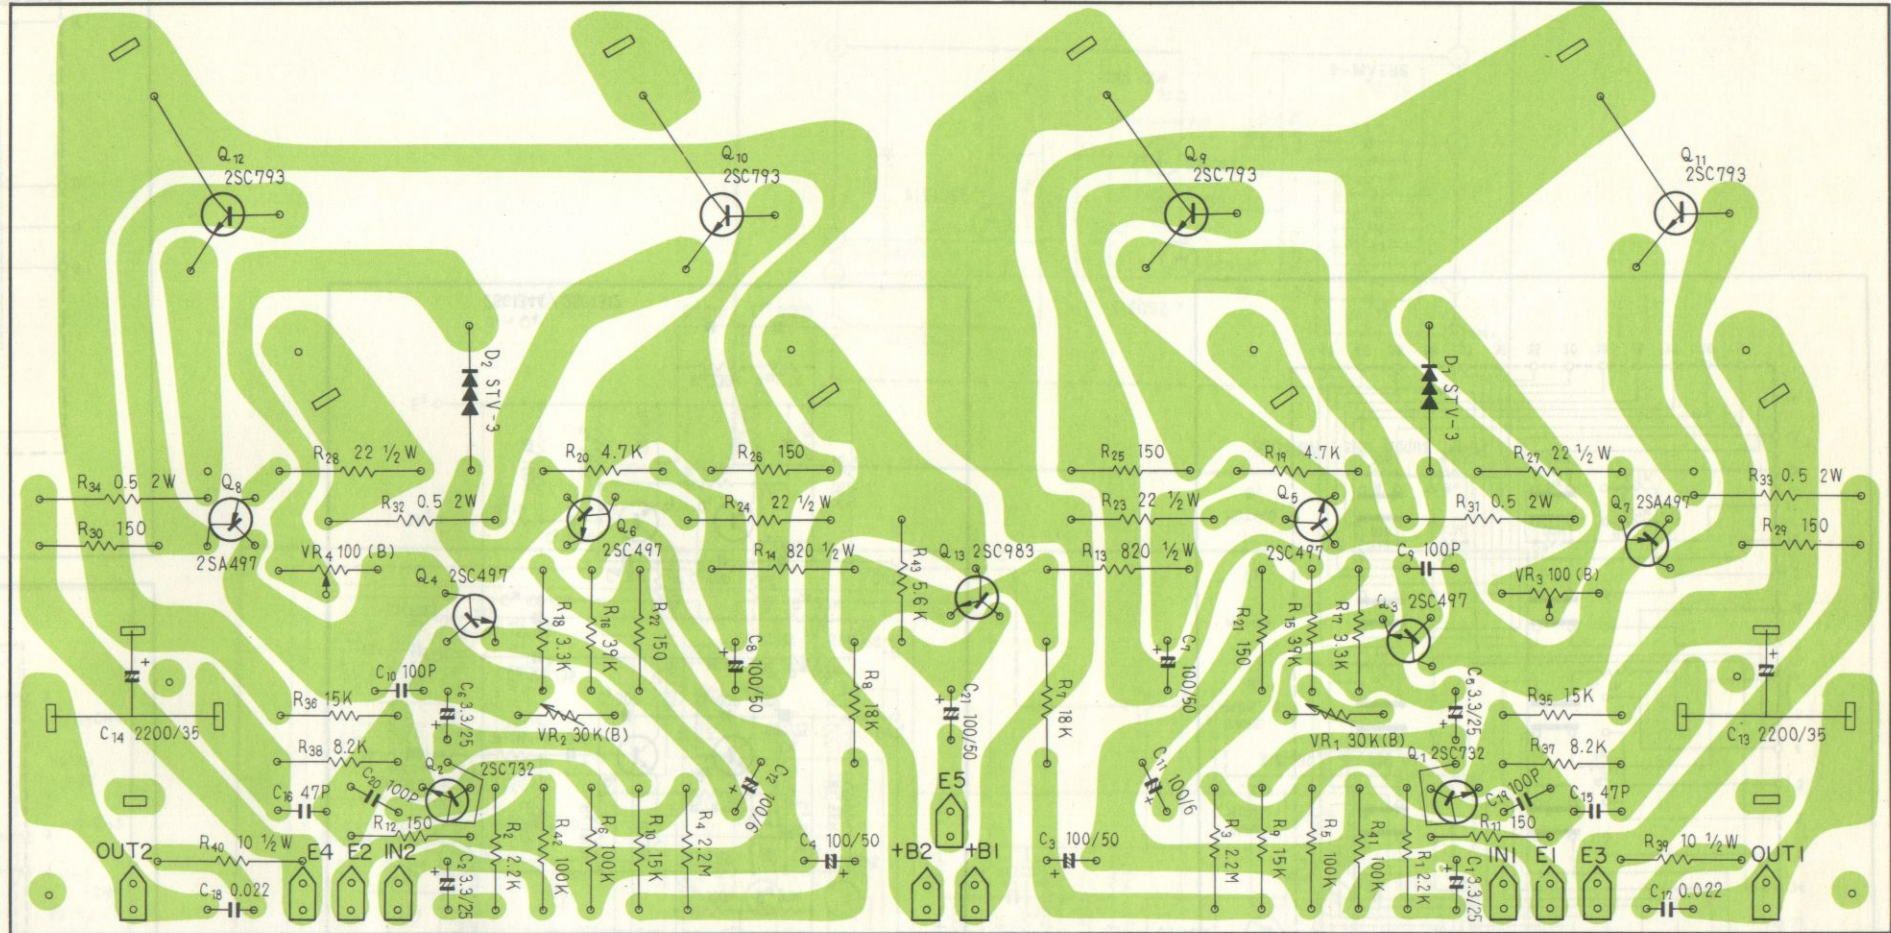 Q12
2SC793
Q10
2SC793
Q9
2SC793
Q11
2SC793
D2 STV-3
D1 STV-3
R28 22 ½W
R20 4.7K
R26 150
R25 150
R19 4.7K
R27 22 ½W
R34 0.5 2W
Q8
R32 0.5 2W
Q6
2SC497
R24 22 ½W
R23 22 ½W
Q5
2SC497
R31 0.5 2W
Q7 2SA497
R33 0.5 2W
R30 150
2SA497
VR4 100 (B)
R14 820 ½W
R43 5.6K
Q13 2SC983
R13 820 ½W
C9 100P
VR3 100 (B)
R29 150
Q4 2SC497
R18 3.3K
R16 39K
R22 150
R21 150
R15 39K
R17 3.3K
Q3 2SC497
C10 100P
C8 100/50
C7 100/50
R36 15K
C6 3.3/25
R8 18K
C21 100/50
R7 18K
C5 3.3/25
R35 15K
C14 2200/35
VR2 30K(B)
VR1 30K(B)
C13 2200/35
R38 8.2K
Q2
2SC732
Q1 2SC732
R37 8.2K
C16 47P
C20 100P
100/6
E5
C11 100/6
C19 100P
C15 47P
R12 150
R11 150
R40 10 ½W
R2 2.2K
R42 100K
R6 100K
R10 15K
R4 2.2M
C4 100/50
C3 100/50
R3 2.2M
R9 15K
R5 100K
R41 100K
R1 2.2K
R39 10 ½W
OUT2
E4
E2
IN2
+B2
+B1
IN1
E1
E3
OUT1
C18 0.022
C2 3.3/25
C1 3.3/25
C17 0.022